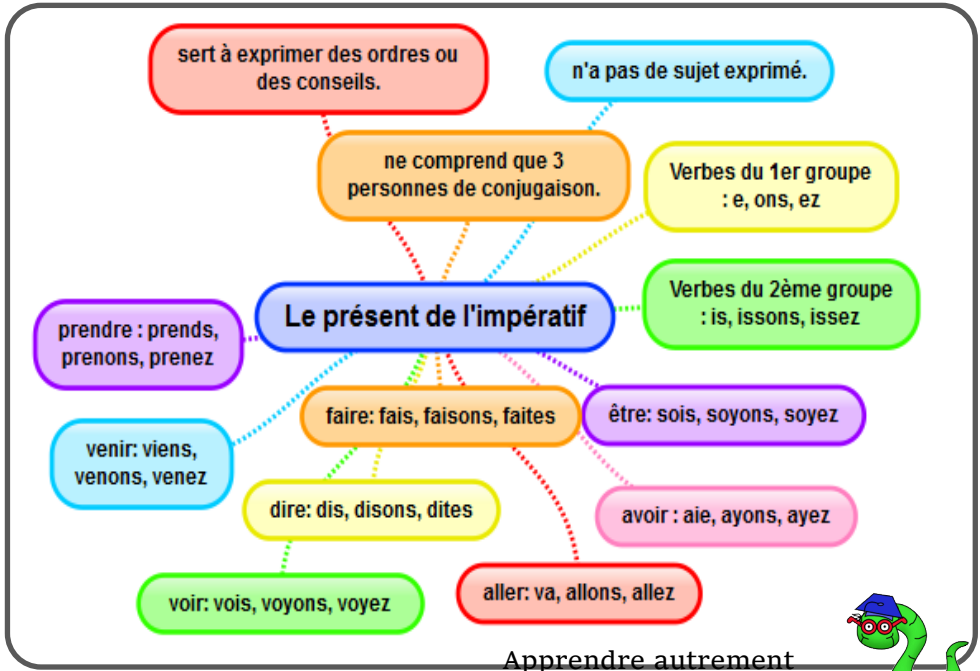 sert à exprimer des ordres ou
des conseils.
n'a pas de sujet exprimé.
ne comprend que 3
personnes de conjugaison.
Verbes du 1er groupe
: e, ons, ez
Le présent de l'impératif
Verbes du 2ème groupe
: is, issons, issez
prendre : prends,
prenons, prenez
faire: fais, faisons, faites
être: sois, soyons, soyez
venir: viens,
venons, venez
dire: dis, disons, dites
avoir : aie, ayons, ayez
voir: vois, voyons, voyez
aller: va, allons, allez
Apprendre autrement